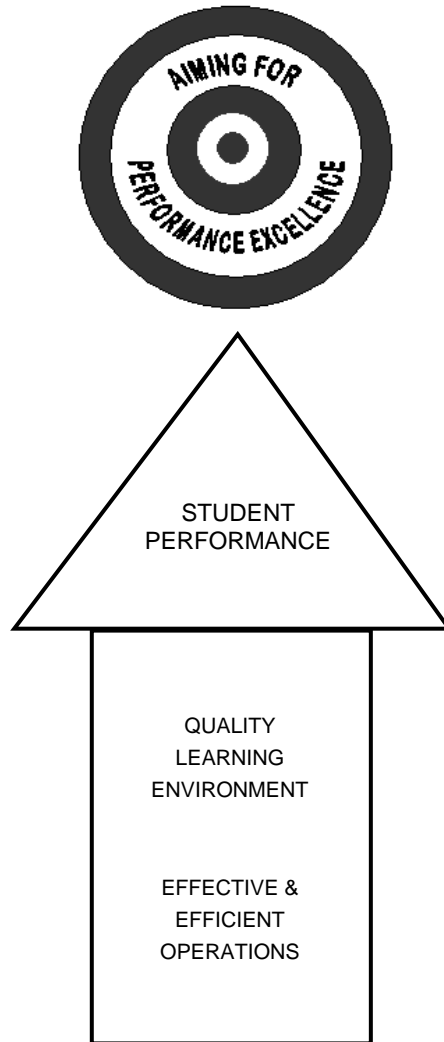 AIMING FOR
PERFORMANCE EXCELLENCE
STUDENT
PERFORMANCE
QUALITY
LEARNING
ENVIRONMENT
EFFECTIVE &
EFFICIENT
OPERATIONS